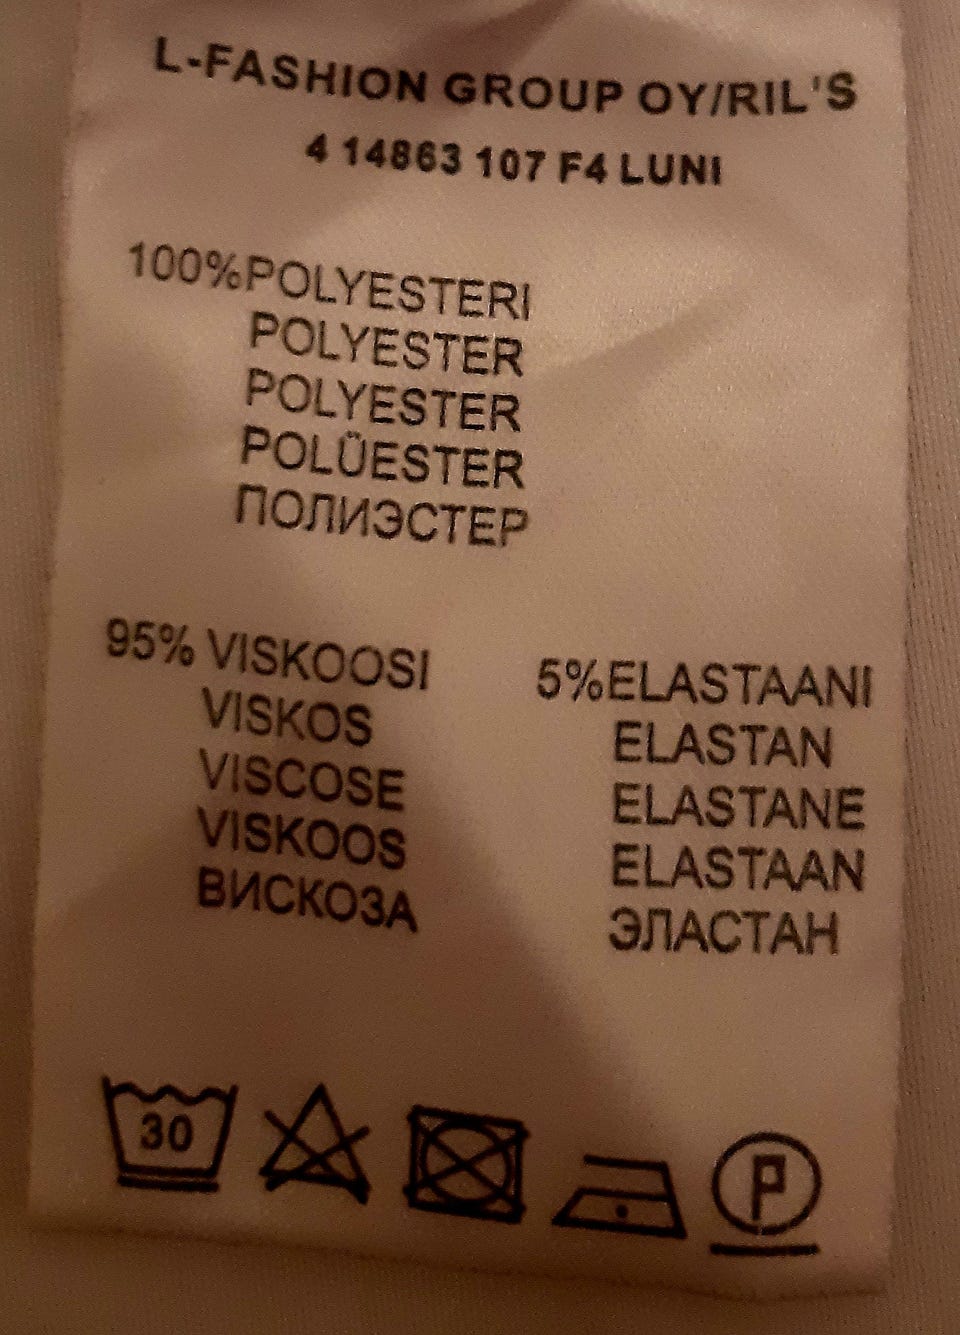 L-FASHION GROUP OY/RIL'S
4 14863 107 F4 LUNI
100%POLYESTERI
POLYESTER
POLYESTER
POLÜESTER
ПОЛИЭСТЕР
95% VISKOOSI
VISKOS
VISCOSE
VISKOOS
ВИСКОЗА
5%ELASTAANI
ELASTAN
ELASTANE
ELASTAAN
ЭЛАСТАН
30
P